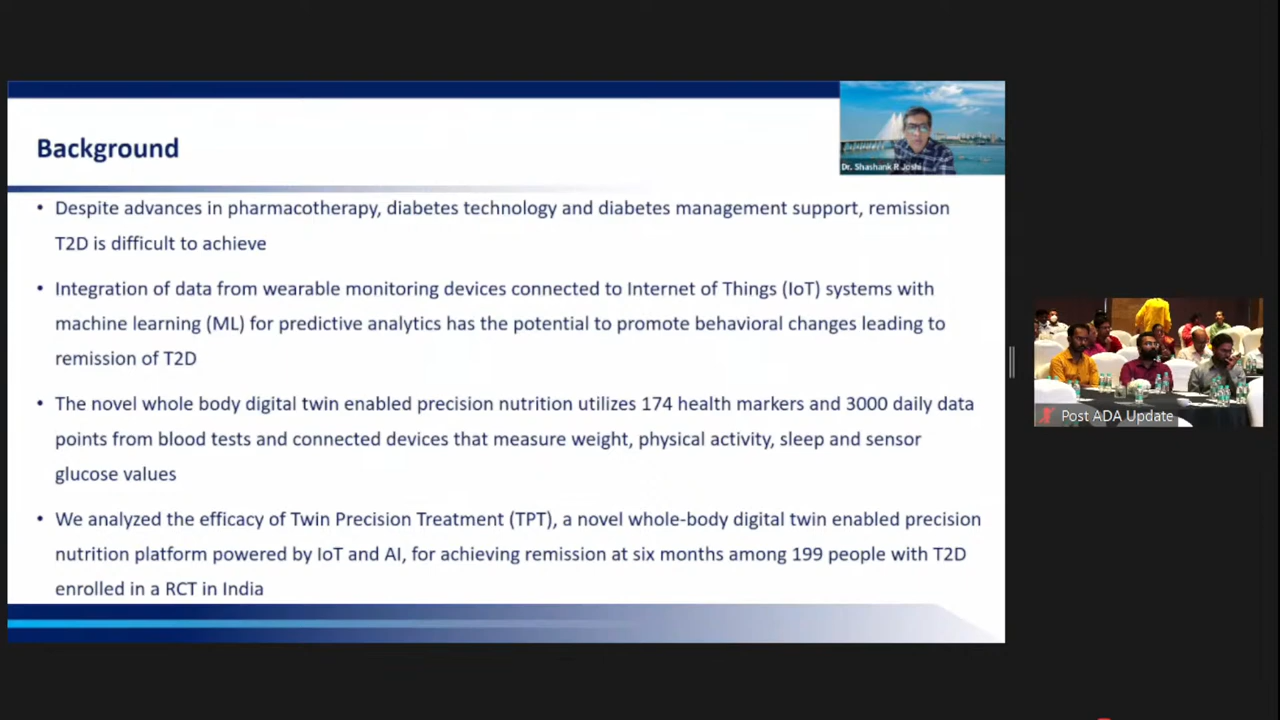 Background
Dr. Shashank R Joshi
• Despite advances in pharmacotherapy, diabetes technology and diabetes management support, remission
T2D is difficult to achieve
• Integration of data from wearable monitoring devices connected to Internet of Things (IoT) systems with
machine learning (ML) for predictive analytics has the potential to promote behavioral changes leading to
remission of T2D
• The novel whole body digital twin enabled precision nutrition utilizes 174 health markers and 3000 daily data
points from blood tests and connected devices that measure weight, physical activity, sleep and sensor
glucose values
• We analyzed the efficacy of Twin Precision Treatment (TPT), a novel whole-body digital twin enabled precision
nutrition platform powered by IoT and AI, for achieving remission at six months among 199 people with T2D
enrolled in a RCT in India
Post ADA Update